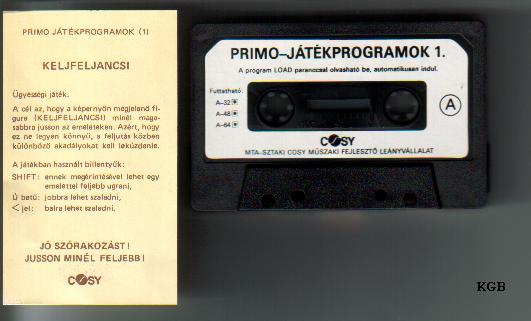 PRIMO JÁTÉKPROGRAMOK (1)
KELJFELJANCSI
Ügyességi játék.
A cél az, hogy a képernyőn megjelenő fi-
gura (KELJFELJANCSI) minél maga-
sabbra jusson az emeleteken. Azért, hogy
ez ne legyen könnyű, a feljutás közben
különböző akadályokat kell leküzdenie.
A játékban használt billentyűk:
SHIFT: ennek megérintésével lehet egy
emelettel feljebb ugrani,
Ú betű: jobbra lehet szaladni,
< jel: balra lehet szaladni.
JÓ SZÓRAKOZÁST!
JUSSON MINÉL FELJEBB!
COSY
PRIMO-JÁTÉKPROGRAMOK 1.
A program LOAD paranccsal olvasható be, automatikusan indul.
Futtatható:
A-32
A-48
A-64
A
COSY
MTA-SZTAKI COSY MŰSZAKI FEJLESZTŐ LEÁNYVÁLLALAT
KGB